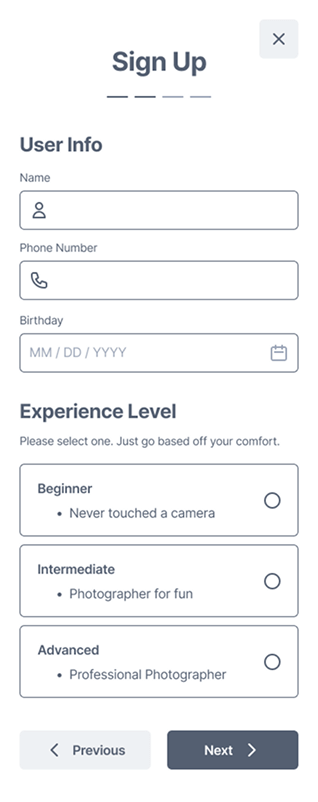 Sign Up
User Info
Name
Phone Number
Birthday
MM / DD / YYYY
Experience Level
Please select one. Just go based off your comfort.
Beginner
• Never touched a camera
Intermediate
• Photographer for fun
Advanced
• Professional Photographer
Previous
Next